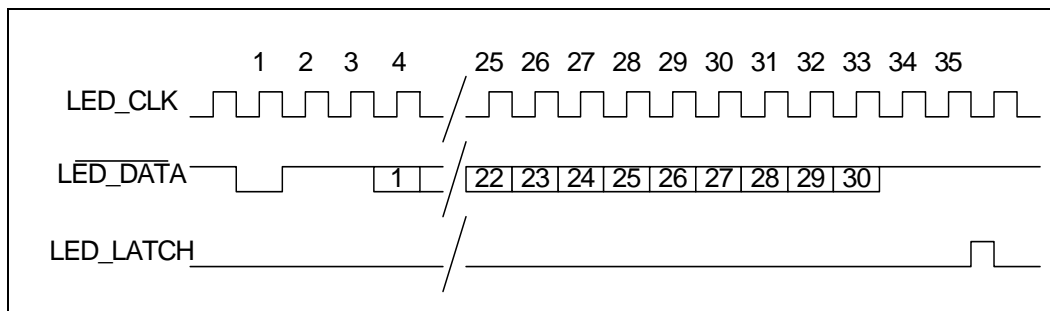 1 2 3 4 25 26 27 28 29 30 31 32 33 34 35
LED_CLK
LED_DATA 1 22 23 24 25 26 27 28 29 30
LED_LATCH